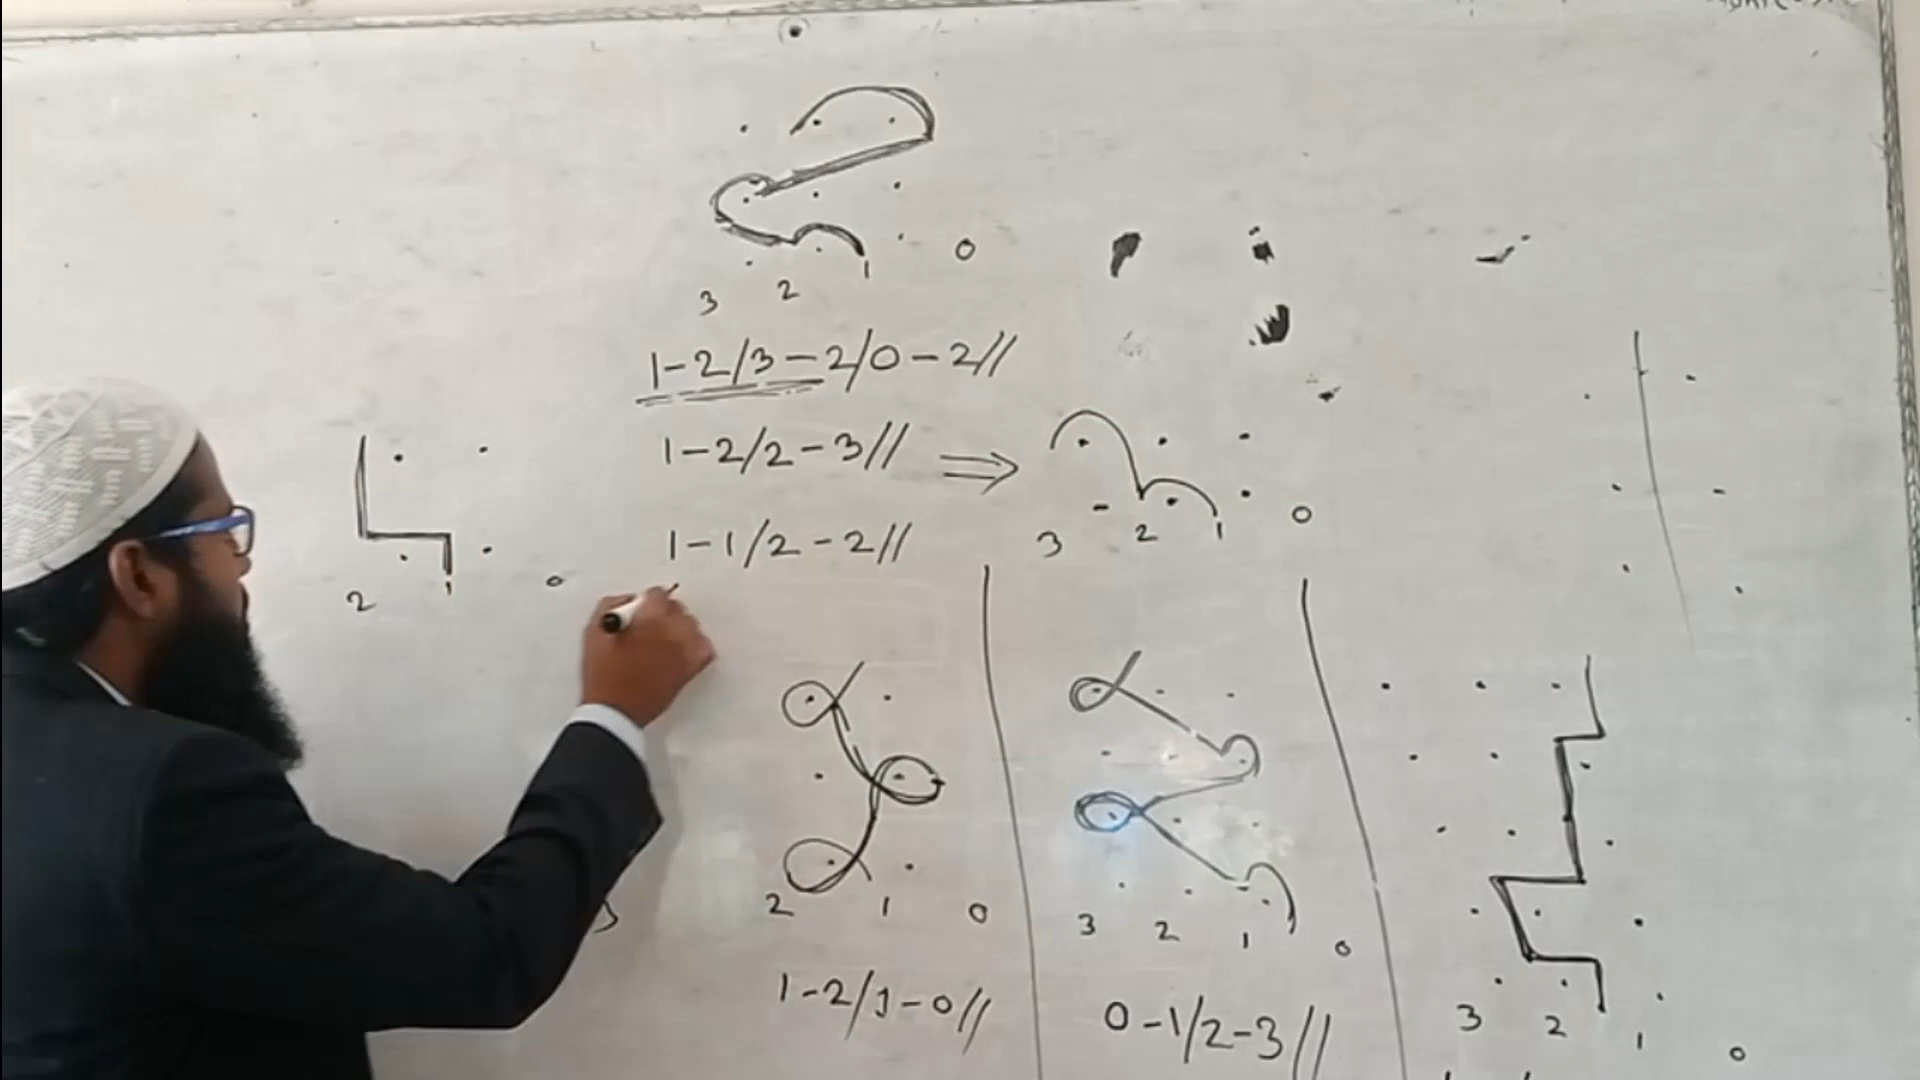 3 2 1 0
1-2/3-2/0-2//
1-2/2-3// ⇒
3 2 1 0
1-1/2-2//
2 1 0
3 2 1 0
1-2/1-0//
3 2 1 0
0-1/2-3//
3 2 1 0